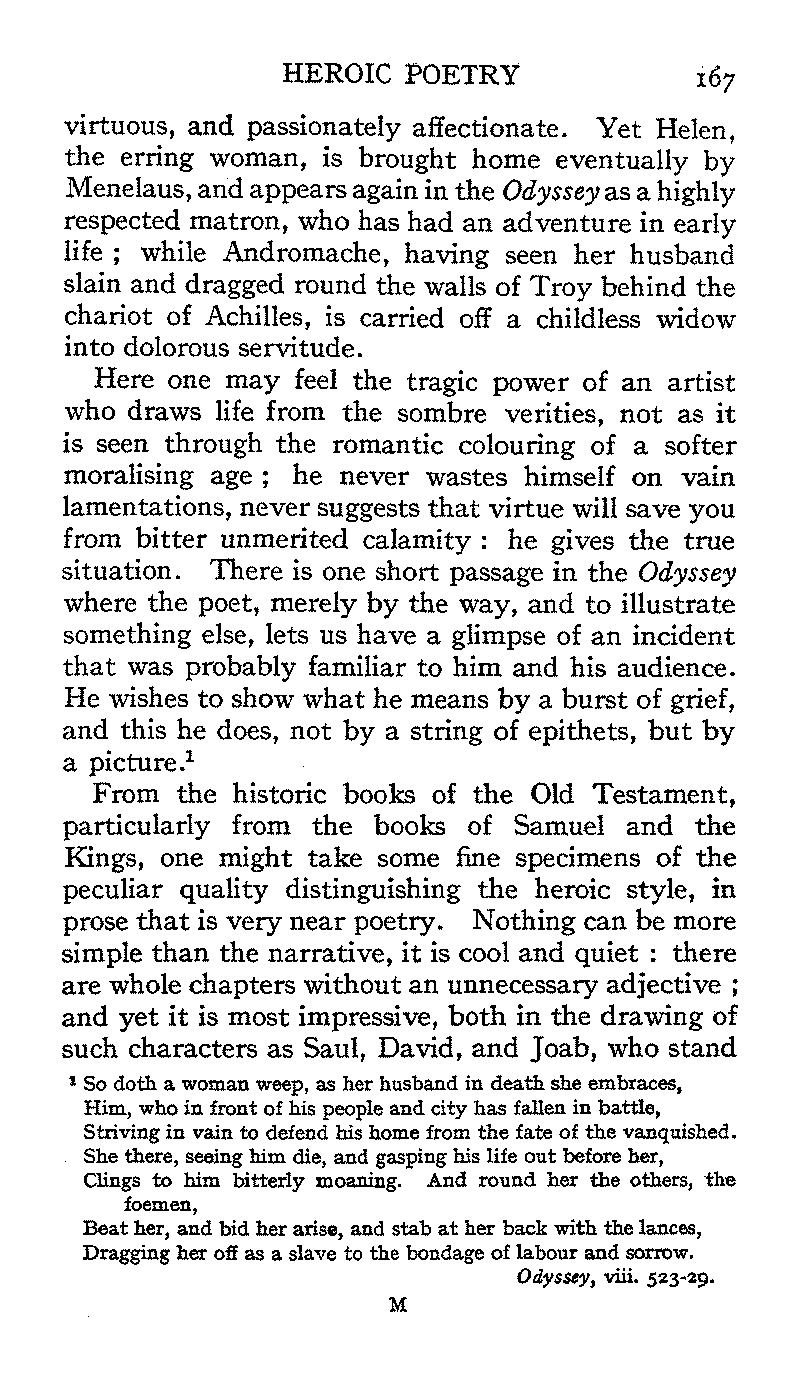 HEROIC POETRY 167
virtuous, and passionately affectionate. Yet Helen,
the erring woman, is brought home eventually by
Menelaus, and appears again in the Odyssey as a highly
respected matron, who has had an adventure in early
life ; while Andromache, having seen her husband
slain and dragged round the walls of Troy behind the
chariot of Achilles, is carried off a childless widow
into dolorous servitude.
Here one may feel the tragic power of an artist
who draws life from the sombre verities, not as it
is seen through the romantic colouring of a softer
moralising age ; he never wastes himself on vain
lamentations, never suggests that virtue will save you
from bitter unmerited calamity : he gives the true
situation. There is one short passage in the Odyssey
where the poet, merely by the way, and to illustrate
something else, lets us have a glimpse of an incident
that was probably familiar to him and his audience.
He wishes to show what he means by a burst of grief,
and this he does, not by a string of epithets, but by
a picture.¹
From the historic books of the Old Testament,
particularly from the books of Samuel and the
Kings, one might take some fine specimens of the
peculiar quality distinguishing the heroic style, in
prose that is very near poetry. Nothing can be more
simple than the narrative, it is cool and quiet : there
are whole chapters without an unnecessary adjective ;
and yet it is most impressive, both in the drawing of
such characters as Saul, David, and Joab, who stand
¹ So doth a woman weep, as her husband in death she embraces,
Him, who in front of his people and city has fallen in battle,
Striving in vain to defend his home from the fate of the vanquished.
She there, seeing him die, and gasping his life out before her,
Clings to him bitterly moaning. And round her the others, the
foemen,
Beat her, and bid her arise, and stab at her back with the lances,
Dragging her off as a slave to the bondage of labour and sorrow.
Odyssey, viii. 523-29.
M